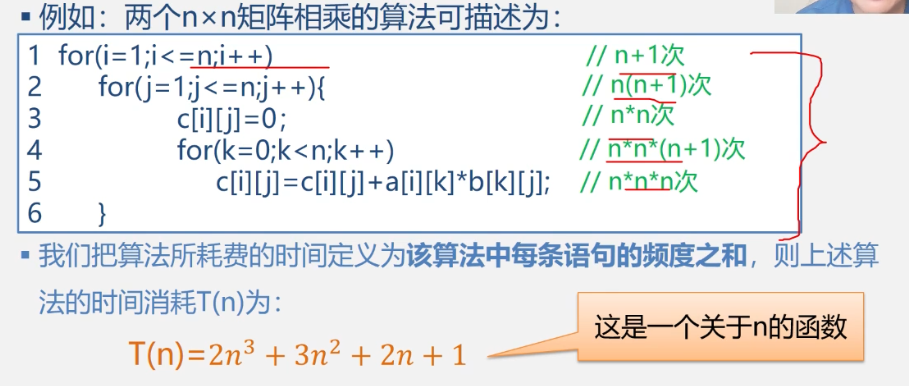 ▪ 例如：两个n×n矩阵相乘的算法可描述为：
1 for(i=1;i<=n;i++) // n+1次
2 for(j=1;j<=n;j++){ // n(n+1)次
3 c[i][j]=0; // n*n次
4 for(k=0;k<n;k++) // n*n*(n+1)次
5 c[i][j]=c[i][j]+a[i][k]*b[k][j]; // n*n*n次
6 }
▪ 我们把算法所耗费的时间定义为该算法中每条语句的频度之和，则上述算
法的时间消耗T(n)为：
T(n)=2n³ + 3n² + 2n + 1
这是一个关于n的函数